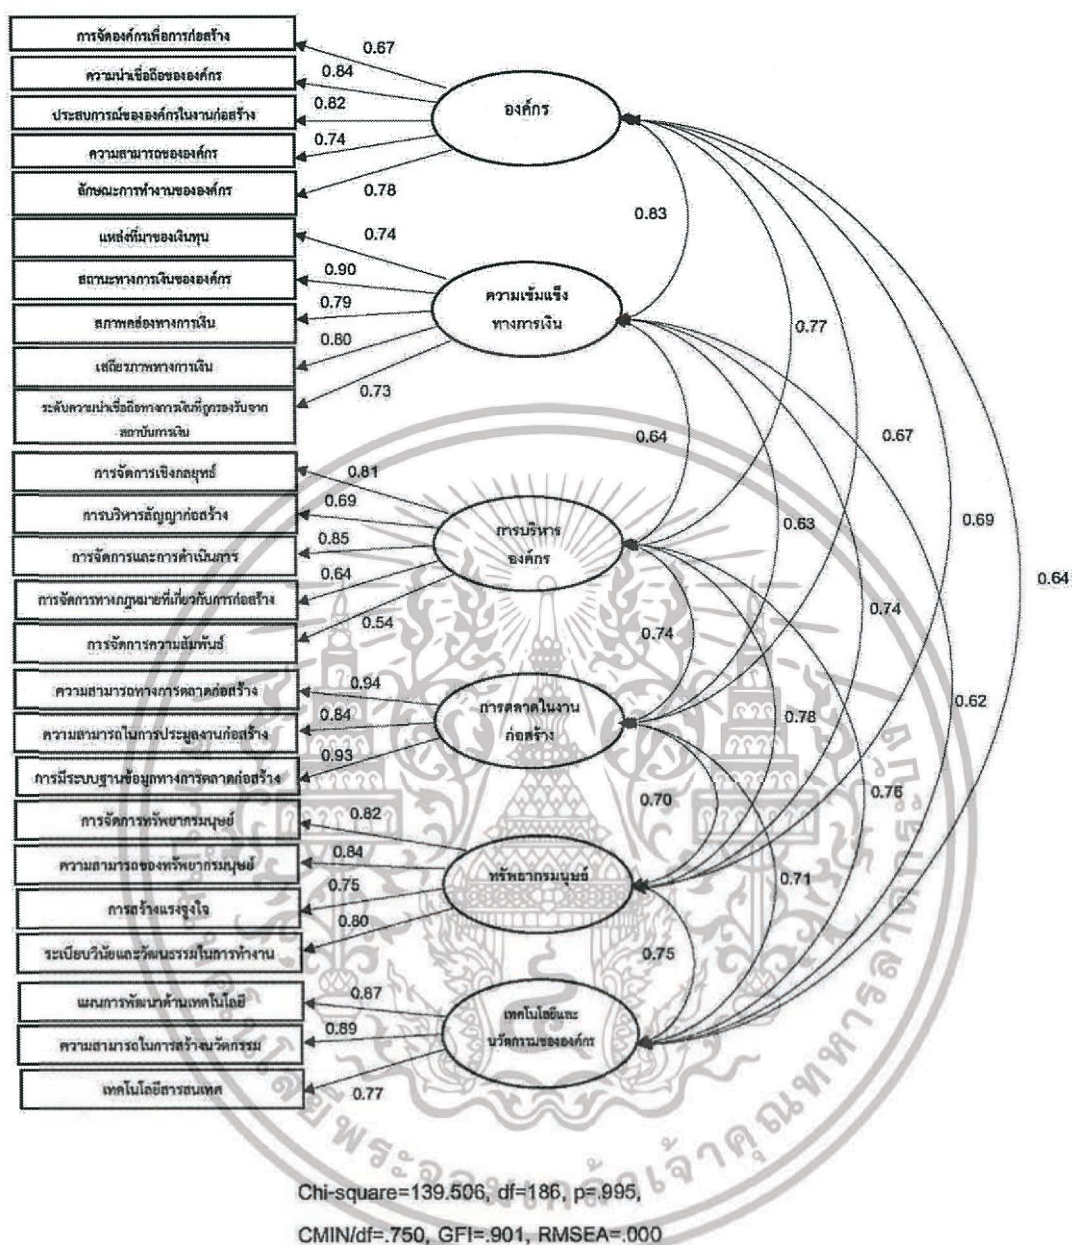 การจัดองค์กรเพื่อการก่อสร้าง
ความน่าเชื่อถือขององค์กร
ประสบการณ์ขององค์กรในงานก่อสร้าง
ความสามารถขององค์กร
ลักษณะการทำงานขององค์กร
0.67
0.84
0.82
0.74
0.78
องค์กร
แหล่งที่มาของเงินทุน
สถานะทางการเงินขององค์กร
สภาพคล่องทางการเงิน
เสถียรภาพทางการเงิน
ระดับความน่าเชื่อถือทางการเงินที่ถูกรองรับจาก
สถาบันการเงิน
0.74
0.90
0.79
0.80
0.73
ความเข้มแข็ง
ทางการเงิน
การจัดการเชิงกลยุทธ์
การบริหารสัญญาก่อสร้าง
การจัดการและการดำเนินการ
การจัดการทางกฎหมายที่เกี่ยวกับการก่อสร้าง
การจัดการความสัมพันธ์
0.81
0.69
0.85
0.64
0.54
การบริหาร
องค์กร
ความสามารถทางการตลาดก่อสร้าง
ความสามารถในการประมูลงานก่อสร้าง
การมีระบบฐานข้อมูลทางการตลาดก่อสร้าง
0.94
0.84
0.93
การตลาดในงาน
ก่อสร้าง
การจัดการทรัพยากรมนุษย์
ความสามารถของทรัพยากรมนุษย์
การสร้างแรงจูงใจ
ระเบียบวินัยและวัฒนธรรมในการทำงาน
0.82
0.84
0.75
0.80
ทรัพยากรมนุษย์
แผนการพัฒนาด้านเทคโนโลยี
ความสามารถในการสร้างนวัตกรรม
เทคโนโลยีสารสนเทศ
0.87
0.89
0.77
เทคโนโลยีและ
นวัตกรรมขององค์กร
0.83
0.77
0.64
0.67
0.63
0.69
0.64
0.74
0.74
0.62
0.78
0.70
0.76
0.71
0.75
Chi-square=139.506, df=186, p=.995,
CMIN/df=.750, GFI=.901, RMSEA=.000